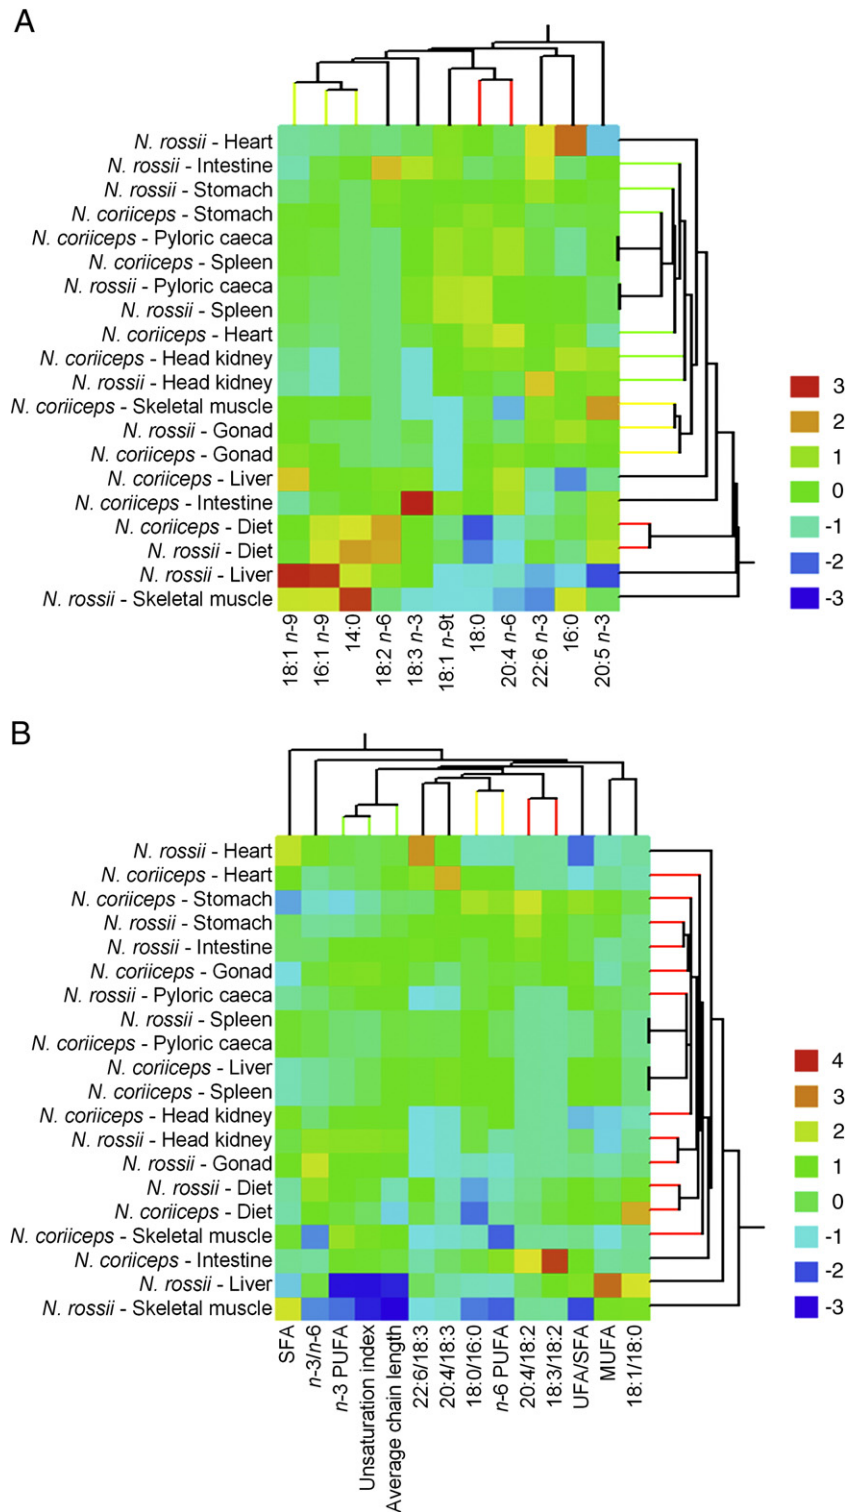 A
N. rossii - Heart
N. rossii - Intestine
N. rossii - Stomach
N. coriiceps - Stomach
N. coriiceps - Pyloric caeca
N. coriiceps - Spleen
N. rossii - Pyloric caeca
N. rossii - Spleen
N. coriiceps - Heart
N. coriiceps - Head kidney
N. rossii - Head kidney
N. coriiceps - Skeletal muscle
N. rossii - Gonad
N. coriiceps - Gonad
N. coriiceps - Liver
N. coriiceps - Intestine
N. coriiceps - Diet
N. rossii - Diet
N. rossii - Liver
N. rossii - Skeletal muscle
18:1 n-9
16:1 n-9
14:0
18:2 n-6
18:3 n-3
18:1 n-9t
18:0
20:4 n-6
22:6 n-3
16:0
20:5 n-3
3
2
1
0
-1
-2
-3
B
N. rossii - Heart
N. coriiceps - Heart
N. coriiceps - Stomach
N. rossii - Stomach
N. rossii - Intestine
N. coriiceps - Gonad
N. rossii - Pyloric caeca
N. rossii - Spleen
N. coriiceps - Pyloric caeca
N. coriiceps - Liver
N. coriiceps - Spleen
N. coriiceps - Head kidney
N. rossii - Head kidney
N. rossii - Gonad
N. rossii - Diet
N. coriiceps - Diet
N. coriiceps - Skeletal muscle
N. coriiceps - Intestine
N. rossii - Liver
N. rossii - Skeletal muscle
SFA
n-3/n-6
n-3 PUFA
Unsaturation index
Average chain length
22:6/18:3
20:4/18:3
18:0/16:0
n-6 PUFA
20:4/18:2
18:3/18:2
UFA/SFA
MUFA
18:1/18:0
4
3
2
1
0
-1
-2
-3